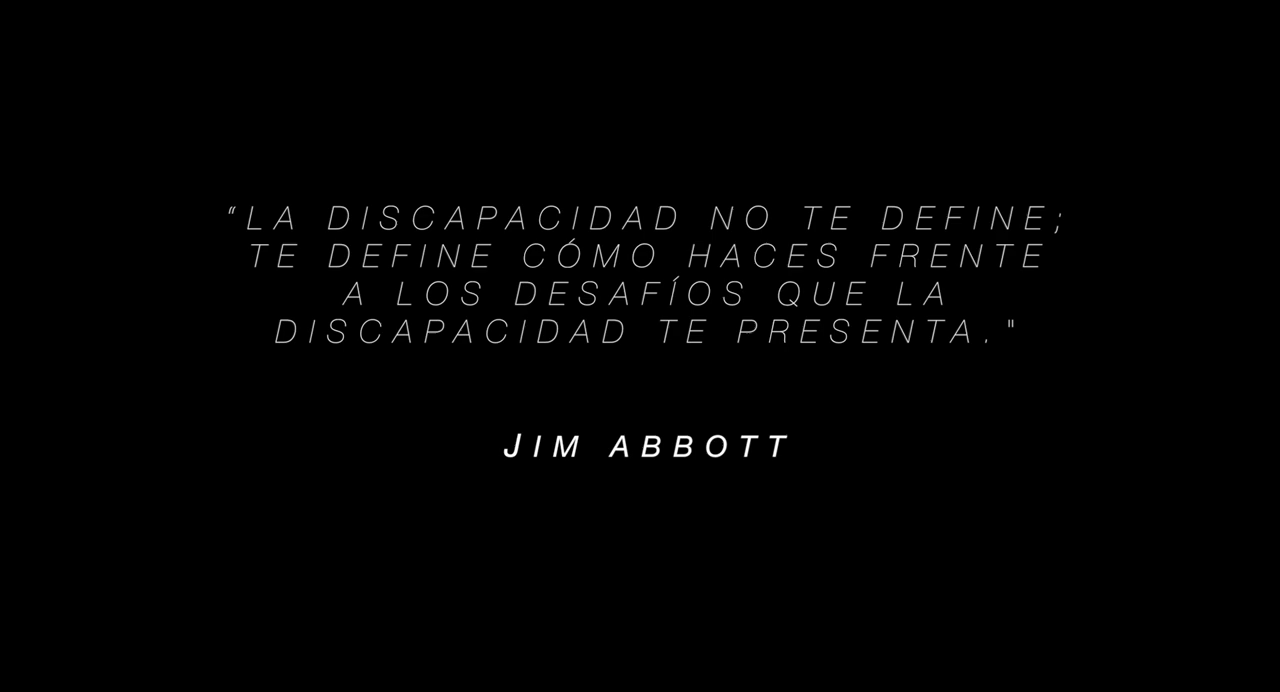 “LA DISCAPACIDAD NO TE DEFINE;
TE DEFINE CÓMO HACES FRENTE
A LOS DESAFÍOS QUE LA
DISCAPACIDAD TE PRESENTA."
JIM ABBOTT